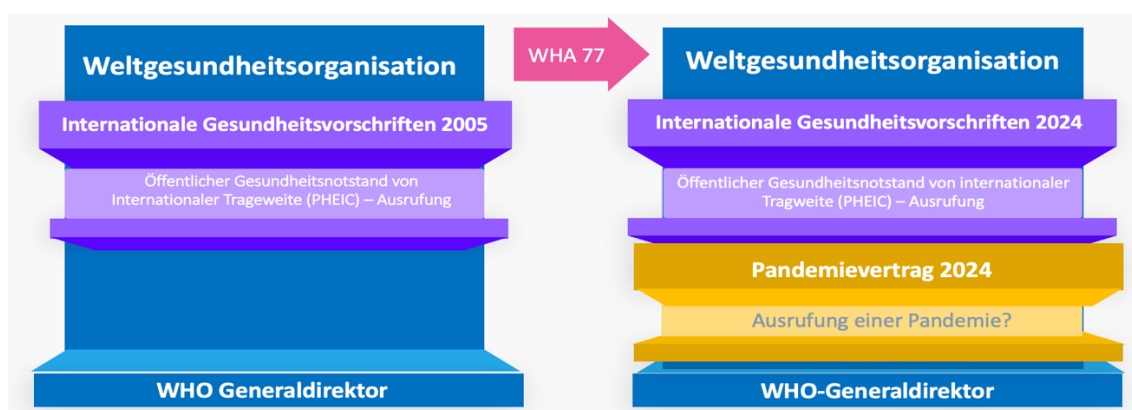 Weltgesundheitsorganisation
Internationale Gesundheitsvorschriften 2005
Öffentlicher Gesundheitsnotstand von
Internationaler Trageweite (PHEIC) – Ausrufung
WHO Generaldirektor
WHA 77
Weltgesundheitsorganisation
Internationale Gesundheitsvorschriften 2024
Öffentlicher Gesundheitsnotstand von internationaler
Tragweite (PHEIC) – Ausrufung
Pandemievertrag 2024
Ausrufung einer Pandemie?
WHO-Generaldirektor